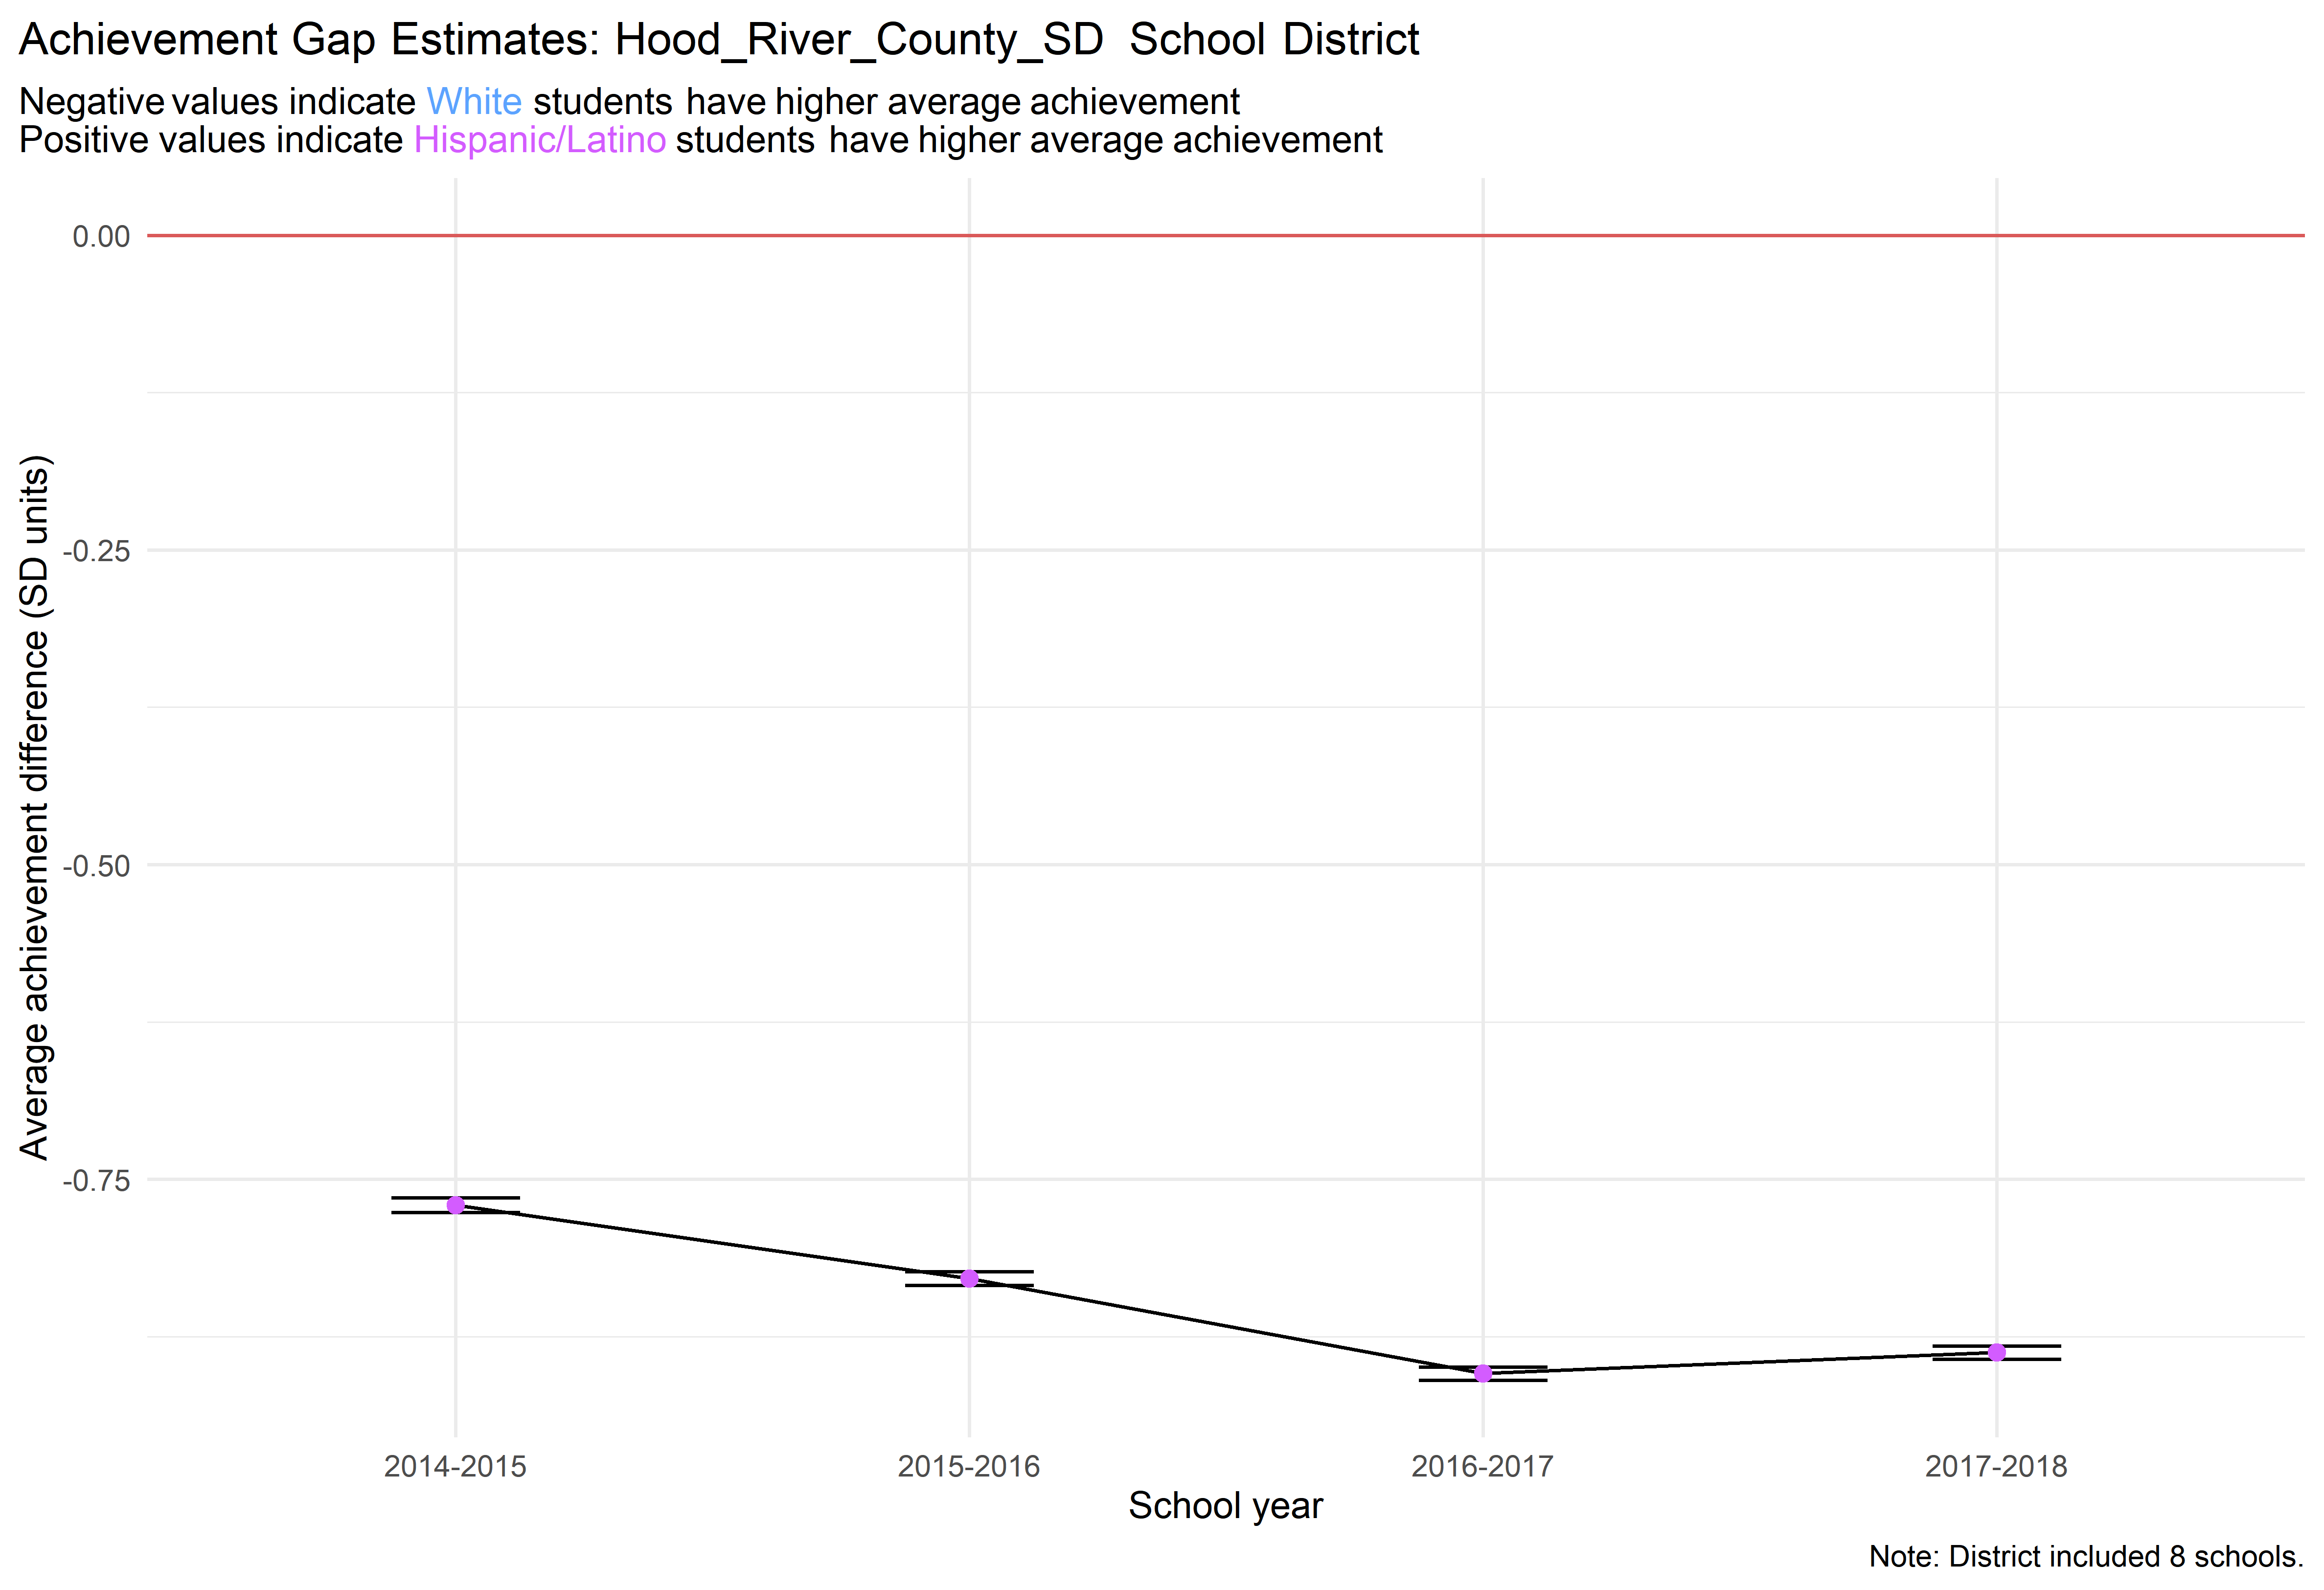 Achievement Gap Estimates: Hood_River_County_SD School District
Negative values indicate White students have higher average achievement
Positive values indicate Hispanic/Latino students have higher average achievement
Average achievement difference (SD units)
0.00
-0.25
-0.50
-0.75
2014-2015 2015-2016 2016-2017 2017-2018
School year
Note: District included 8 schools.